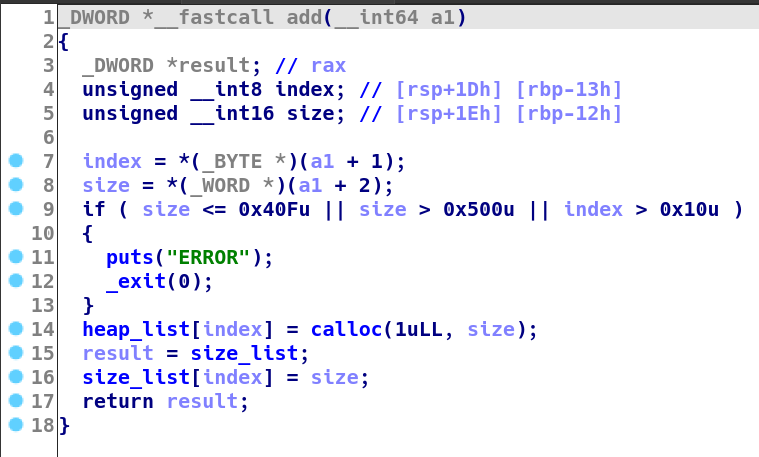 1 _DWORD *__fastcall add(__int64 a1)
2 {
3   _DWORD *result; // rax
4   unsigned __int8 index; // [rsp+1Dh] [rbp-13h]
5   unsigned __int16 size; // [rsp+1Eh] [rbp-12h]
6
7   index = *(_BYTE *)(a1 + 1);
8   size = *(_WORD *)(a1 + 2);
9   if ( size <= 0x40Fu || size > 0x500u || index > 0x10u )
10   {
11     puts("ERROR");
12     _exit(0);
13   }
14   heap_list[index] = calloc(1uLL, size);
15   result = size_list;
16   size_list[index] = size;
17   return result;
18 }